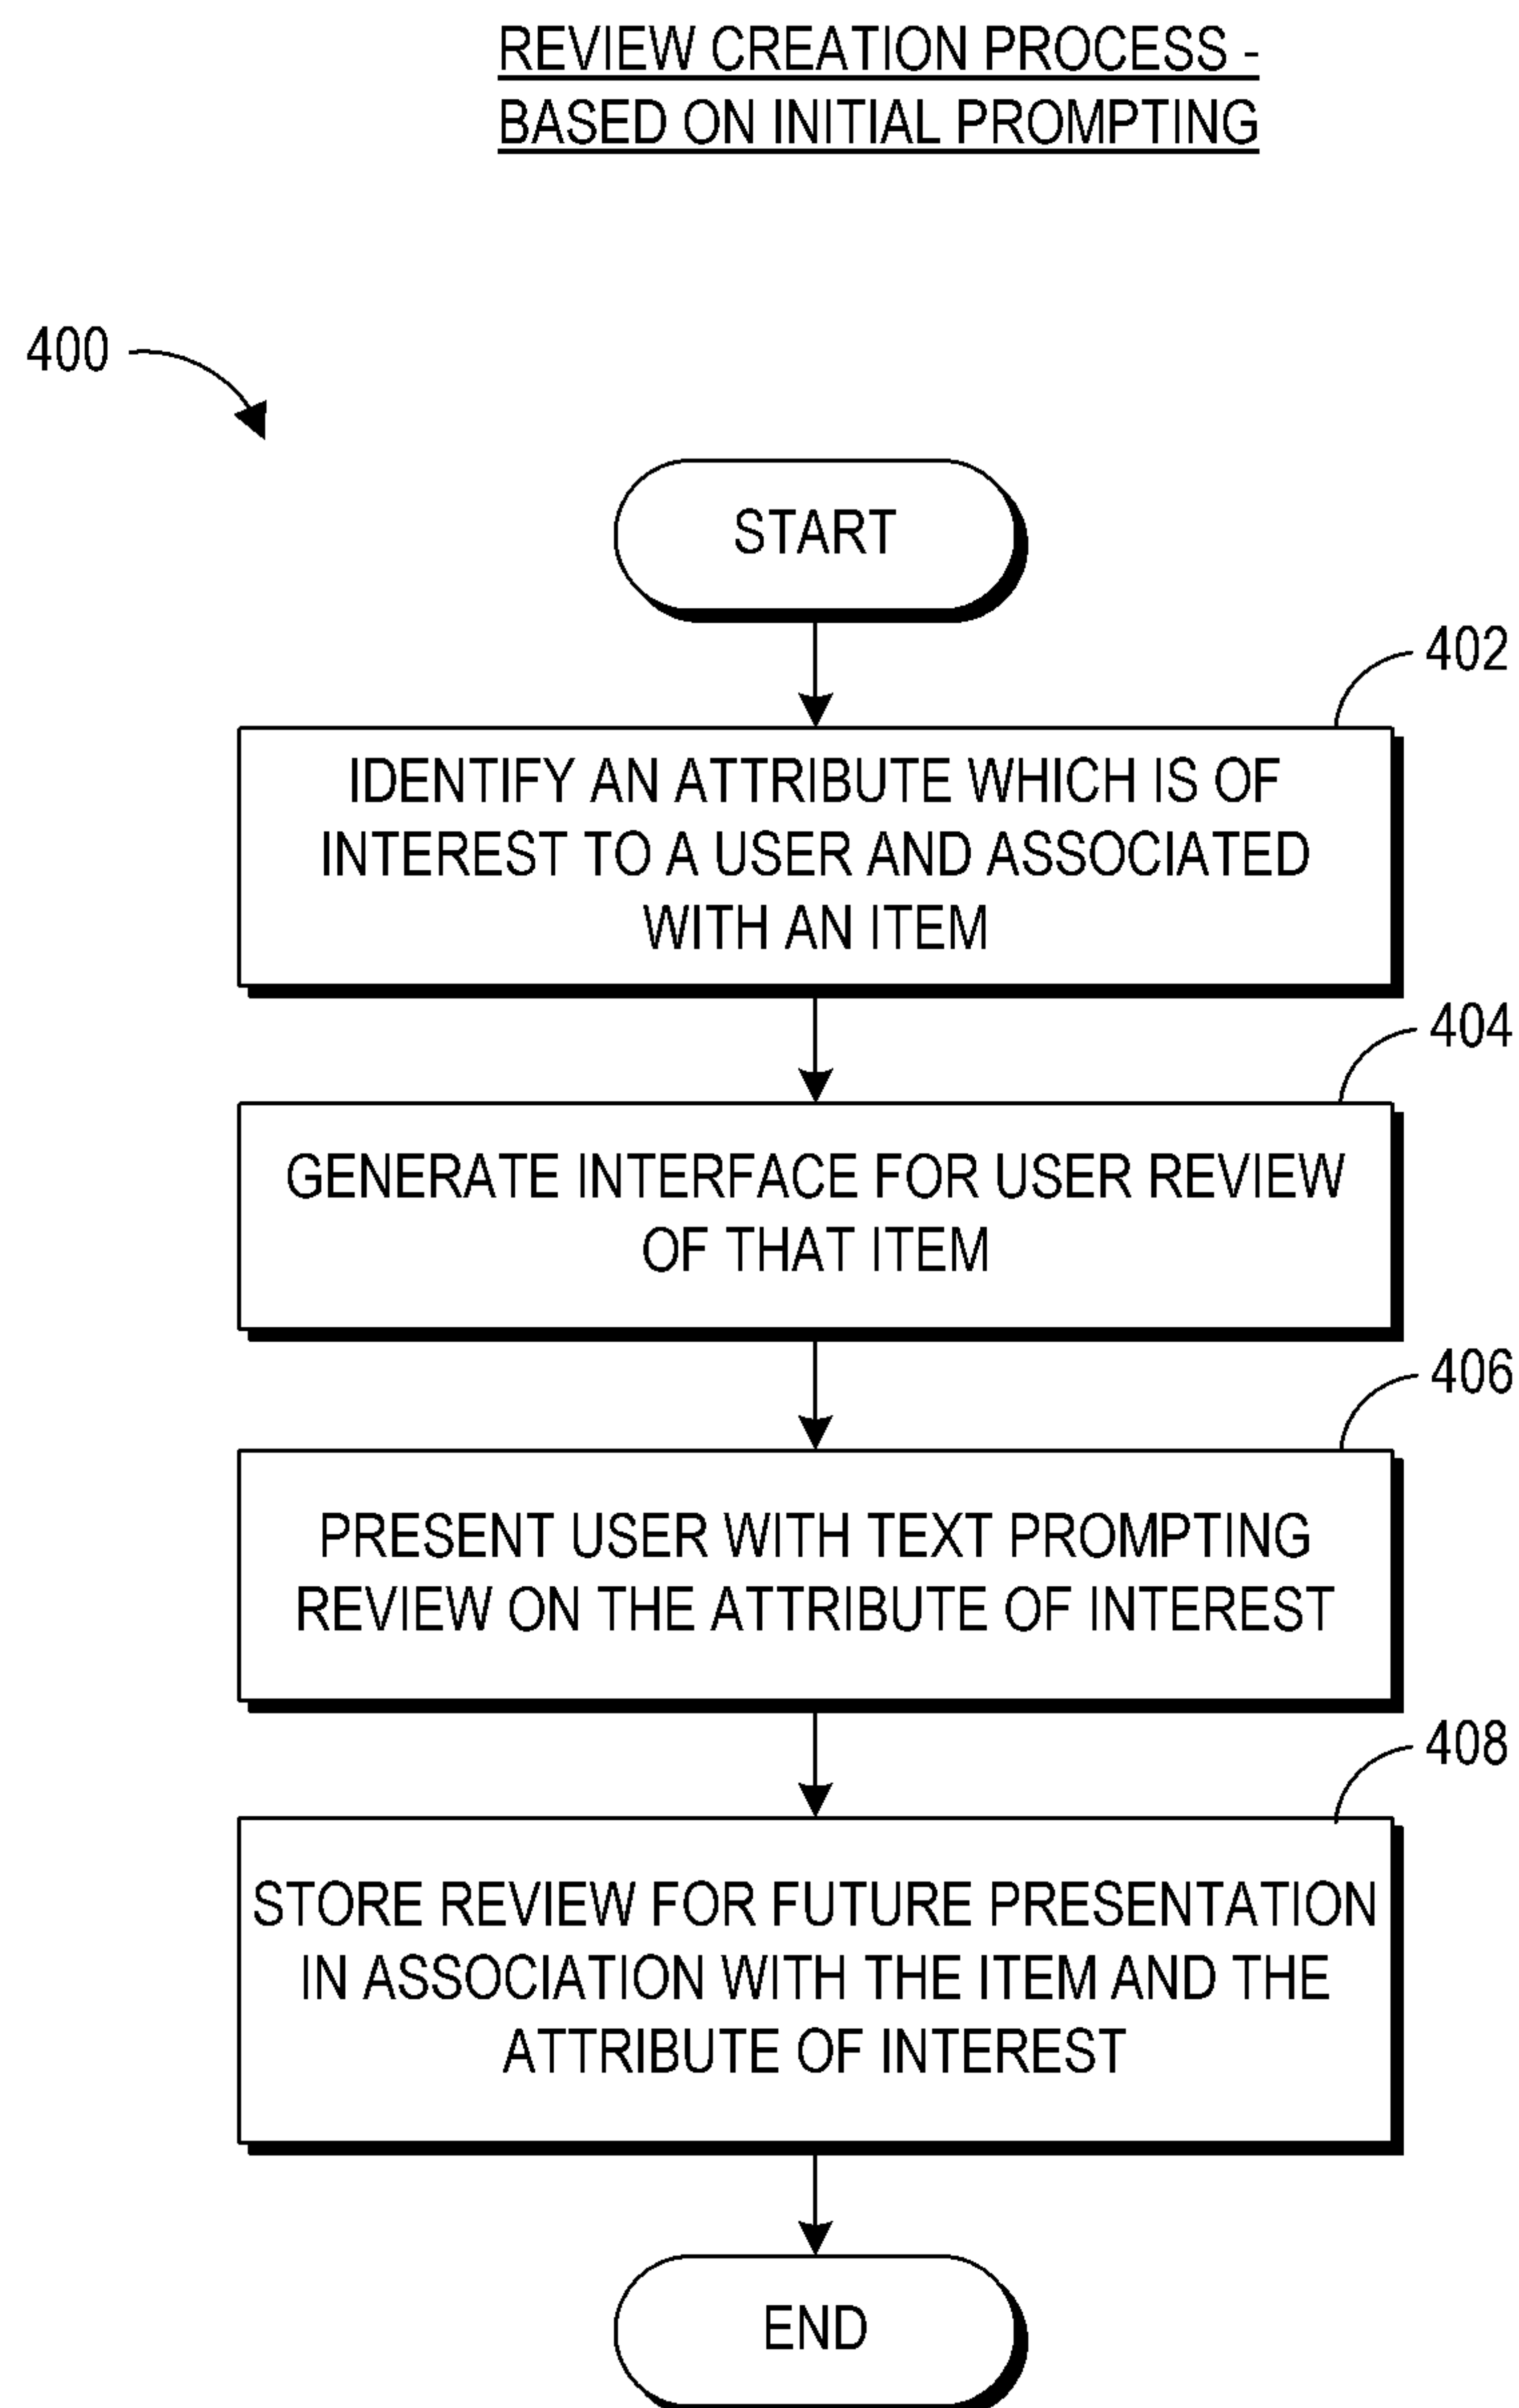 REVIEW CREATION PROCESS -
BASED ON INITIAL PROMPTING
400
START
402
IDENTIFY AN ATTRIBUTE WHICH IS OF
INTEREST TO A USER AND ASSOCIATED
WITH AN ITEM
404
GENERATE INTERFACE FOR USER REVIEW
OF THAT ITEM
406
PRESENT USER WITH TEXT PROMPTING
REVIEW ON THE ATTRIBUTE OF INTEREST
408
STORE REVIEW FOR FUTURE PRESENTATION
IN ASSOCIATION WITH THE ITEM AND THE
ATTRIBUTE OF INTEREST
END